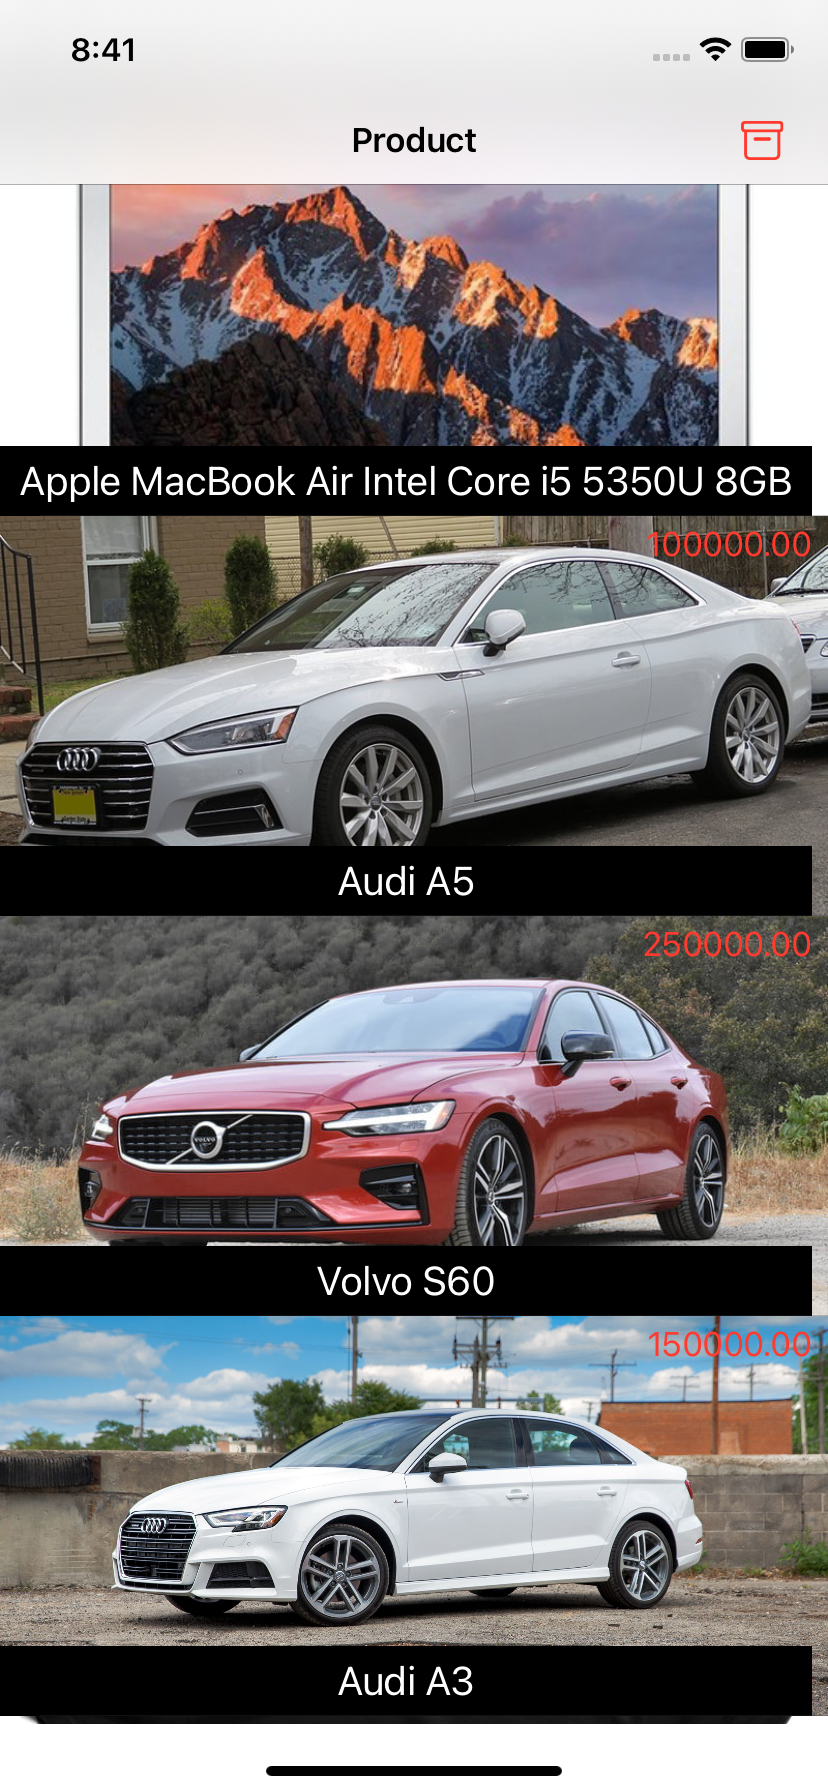 8:41
Product
Apple MacBook Air Intel Core i5 5350U 8GB
100000.00
Audi A5
250000.00
VOLVO
Volvo S60
150000.00
Audi A3